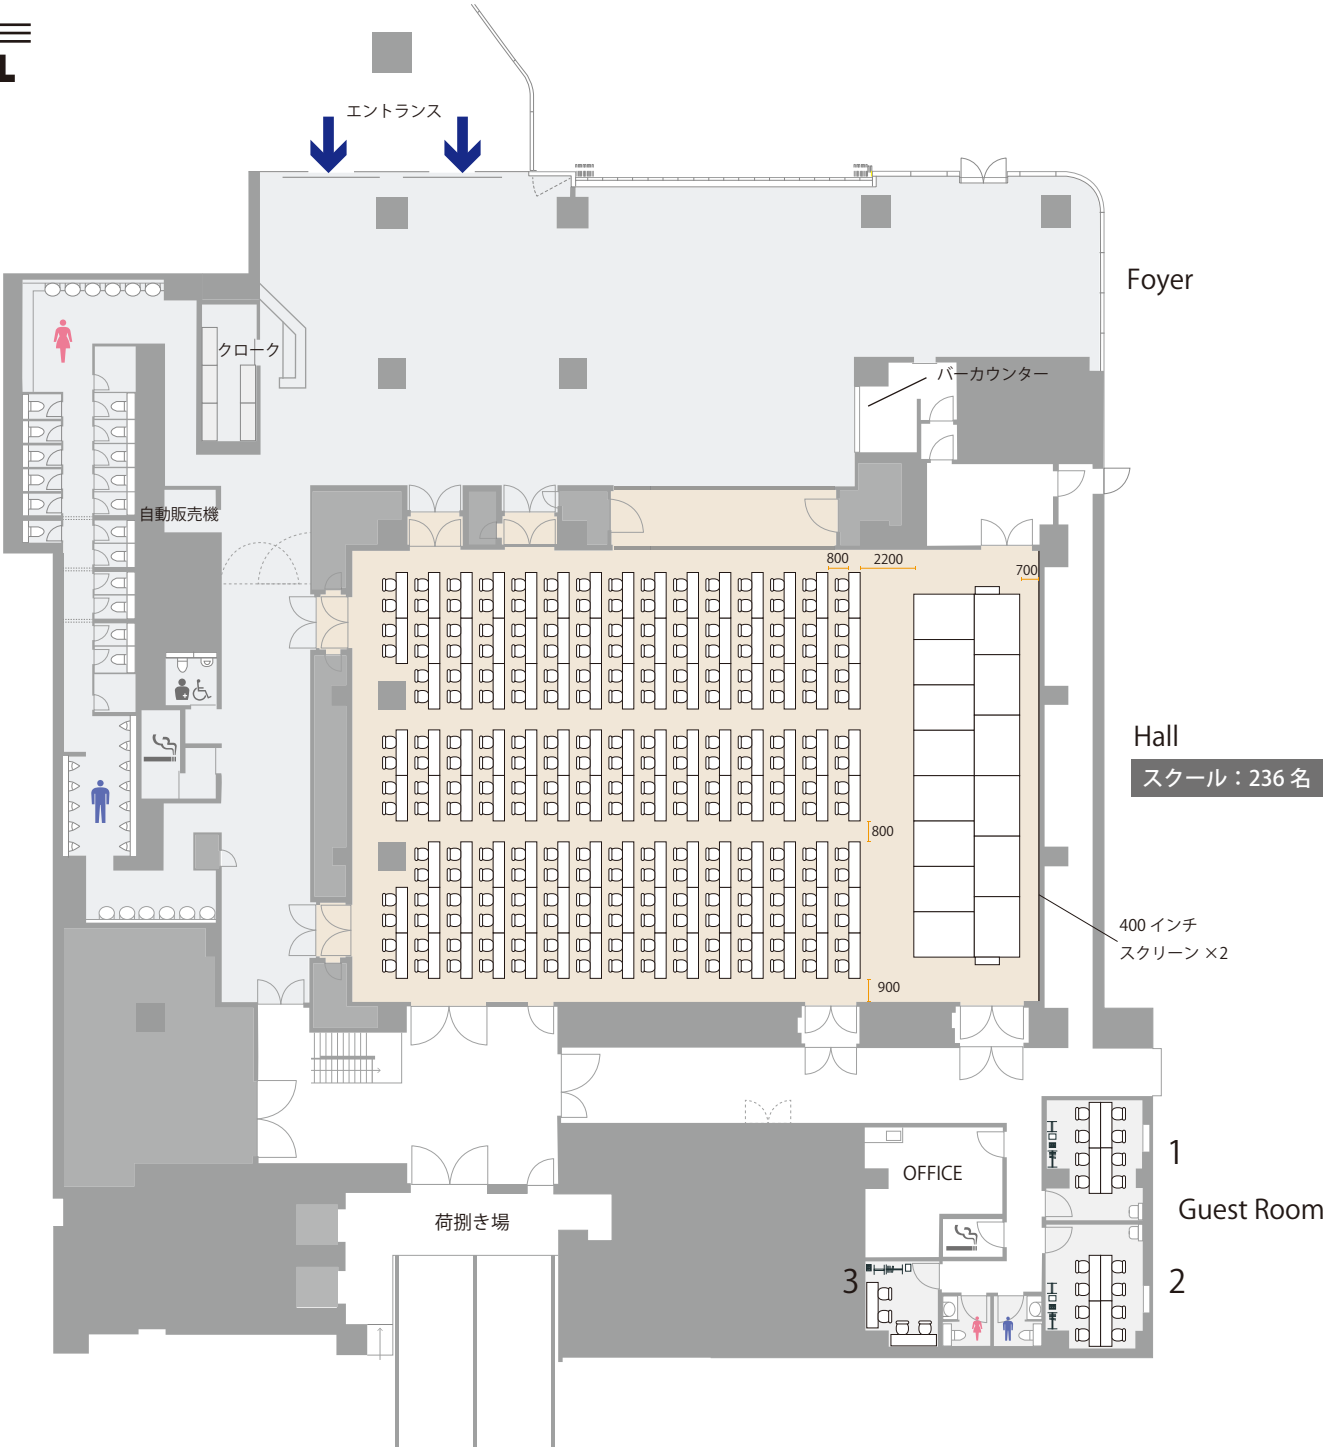 エントランス
Foyer
クローク
バーカウンター
自動販売機
800
2200
700
Hall
スクール：236 名
800
400 インチ
スクリーン ×2
900
1
OFFICE
Guest Room
荷捌き場
3
2